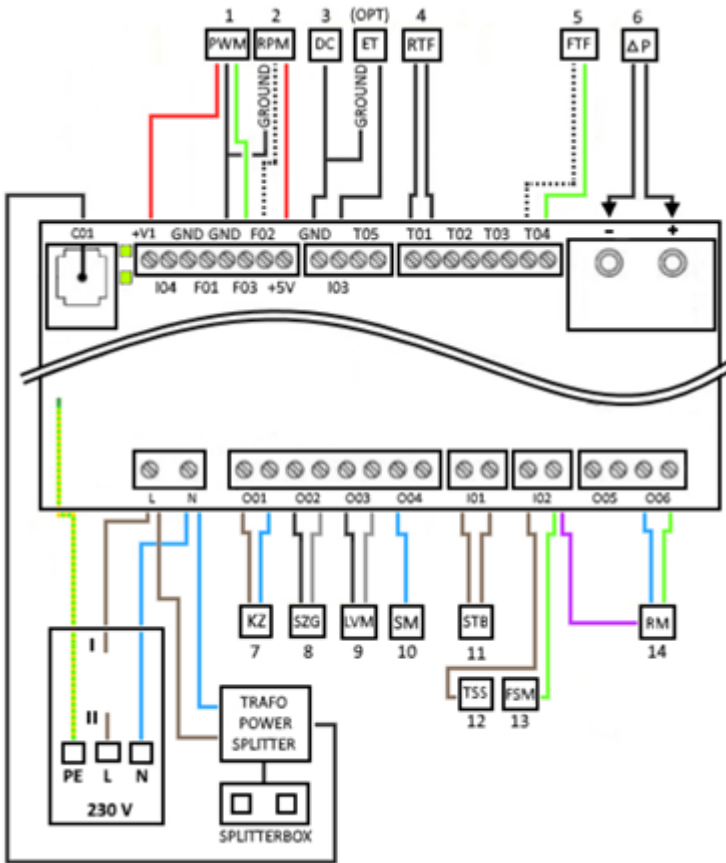 1 2 3 (OPT) 4 5 6
PWM RPM DC ET RTF FTF ΔP
GROUND GROUND
C01 +V1 GND GND F02 GND T05 T01 T02 T03 T04 - +
I04 F01 F03 +5V I03
L N O01 O02 O03 O04 I01 I02 O05 O06
KZ SZG LVM SM STB RM
7 8 9 10 11 14
I
TSS FSM
12 13
II
TRAFO
POWER
SPLITTER
PE L N
230 V
SPLITTERBOX